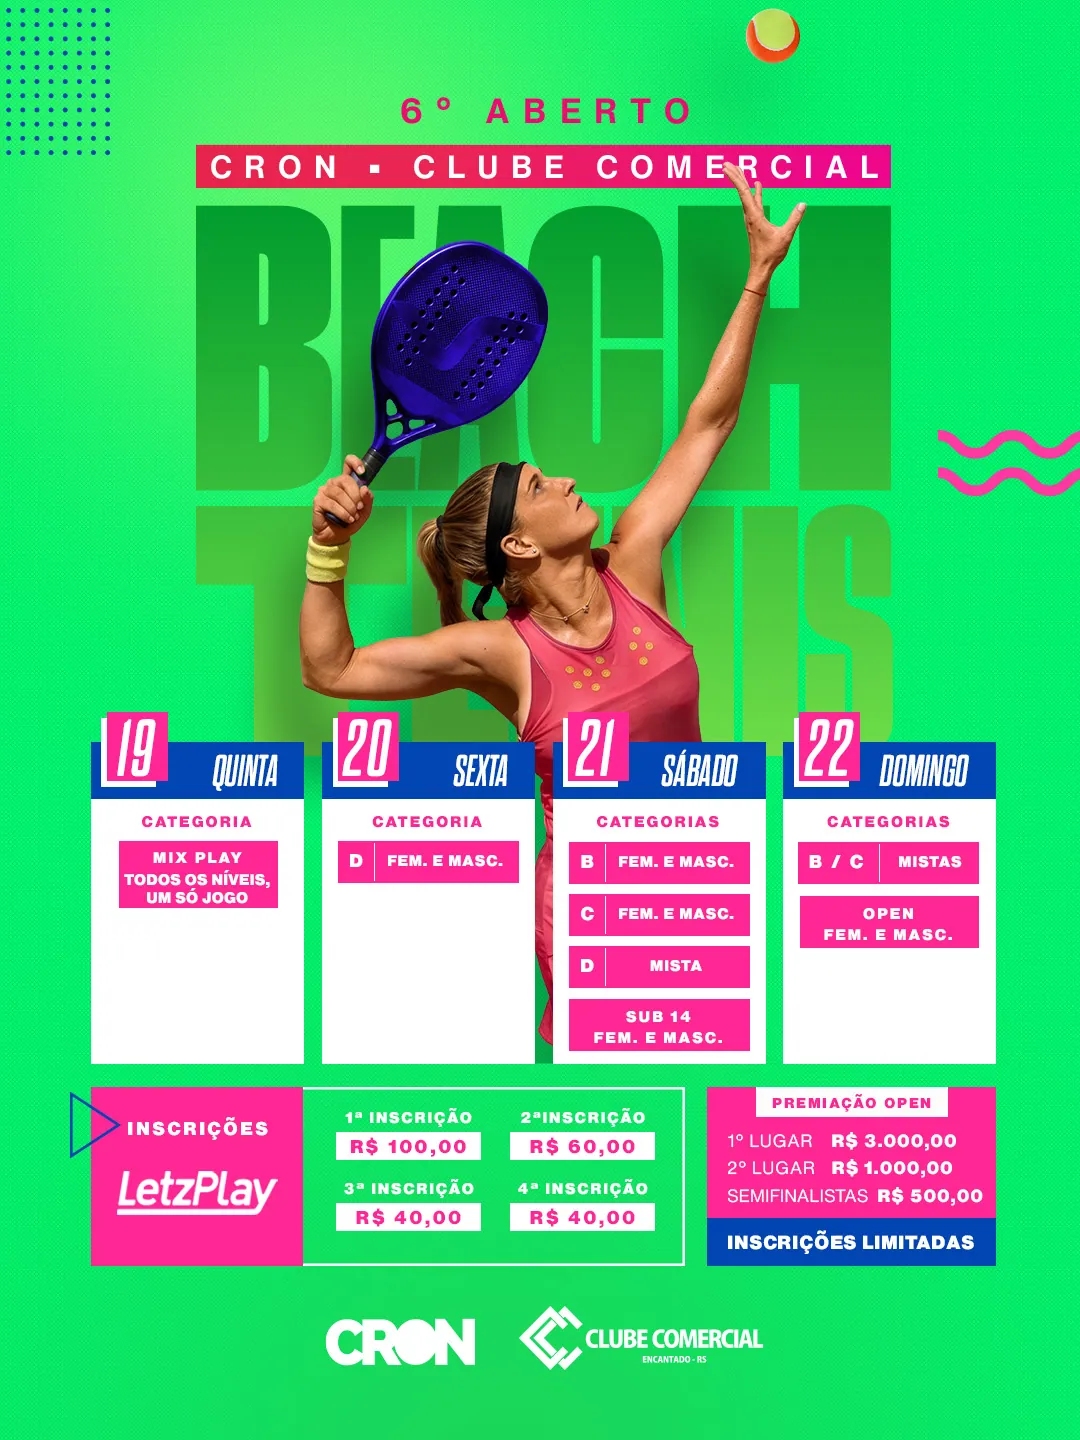 6º ABERTO
CRON ▪ CLUBE COMERCIAL
BEACH
TENNIS
19 QUINTA
CATEGORIA
MIX PLAY
TODOS OS NÍVEIS,
UM SÓ JOGO
20 SEXTA
CATEGORIA
D FEM. E MASC.
21 SÁBADO
CATEGORIAS
B FEM. E MASC.
C FEM. E MASC.
D MISTA
SUB 14
FEM. E MASC.
22 DOMINGO
CATEGORIAS
B / C MISTAS
OPEN
FEM. E MASC.
INSCRIÇÕES
LetzPlay
1ª INSCRIÇÃO
R$ 100,00
2ªINSCRIÇÃO
R$ 60,00
3ª INSCRIÇÃO
R$ 40,00
4ª INSCRIÇÃO
R$ 40,00
PREMIAÇÃO OPEN
1º LUGAR R$ 3.000,00
2º LUGAR R$ 1.000,00
SEMIFINALISTAS R$ 500,00
INSCRIÇÕES LIMITADAS
CRON
CLUBE COMERCIAL
ENCANTADO - RS